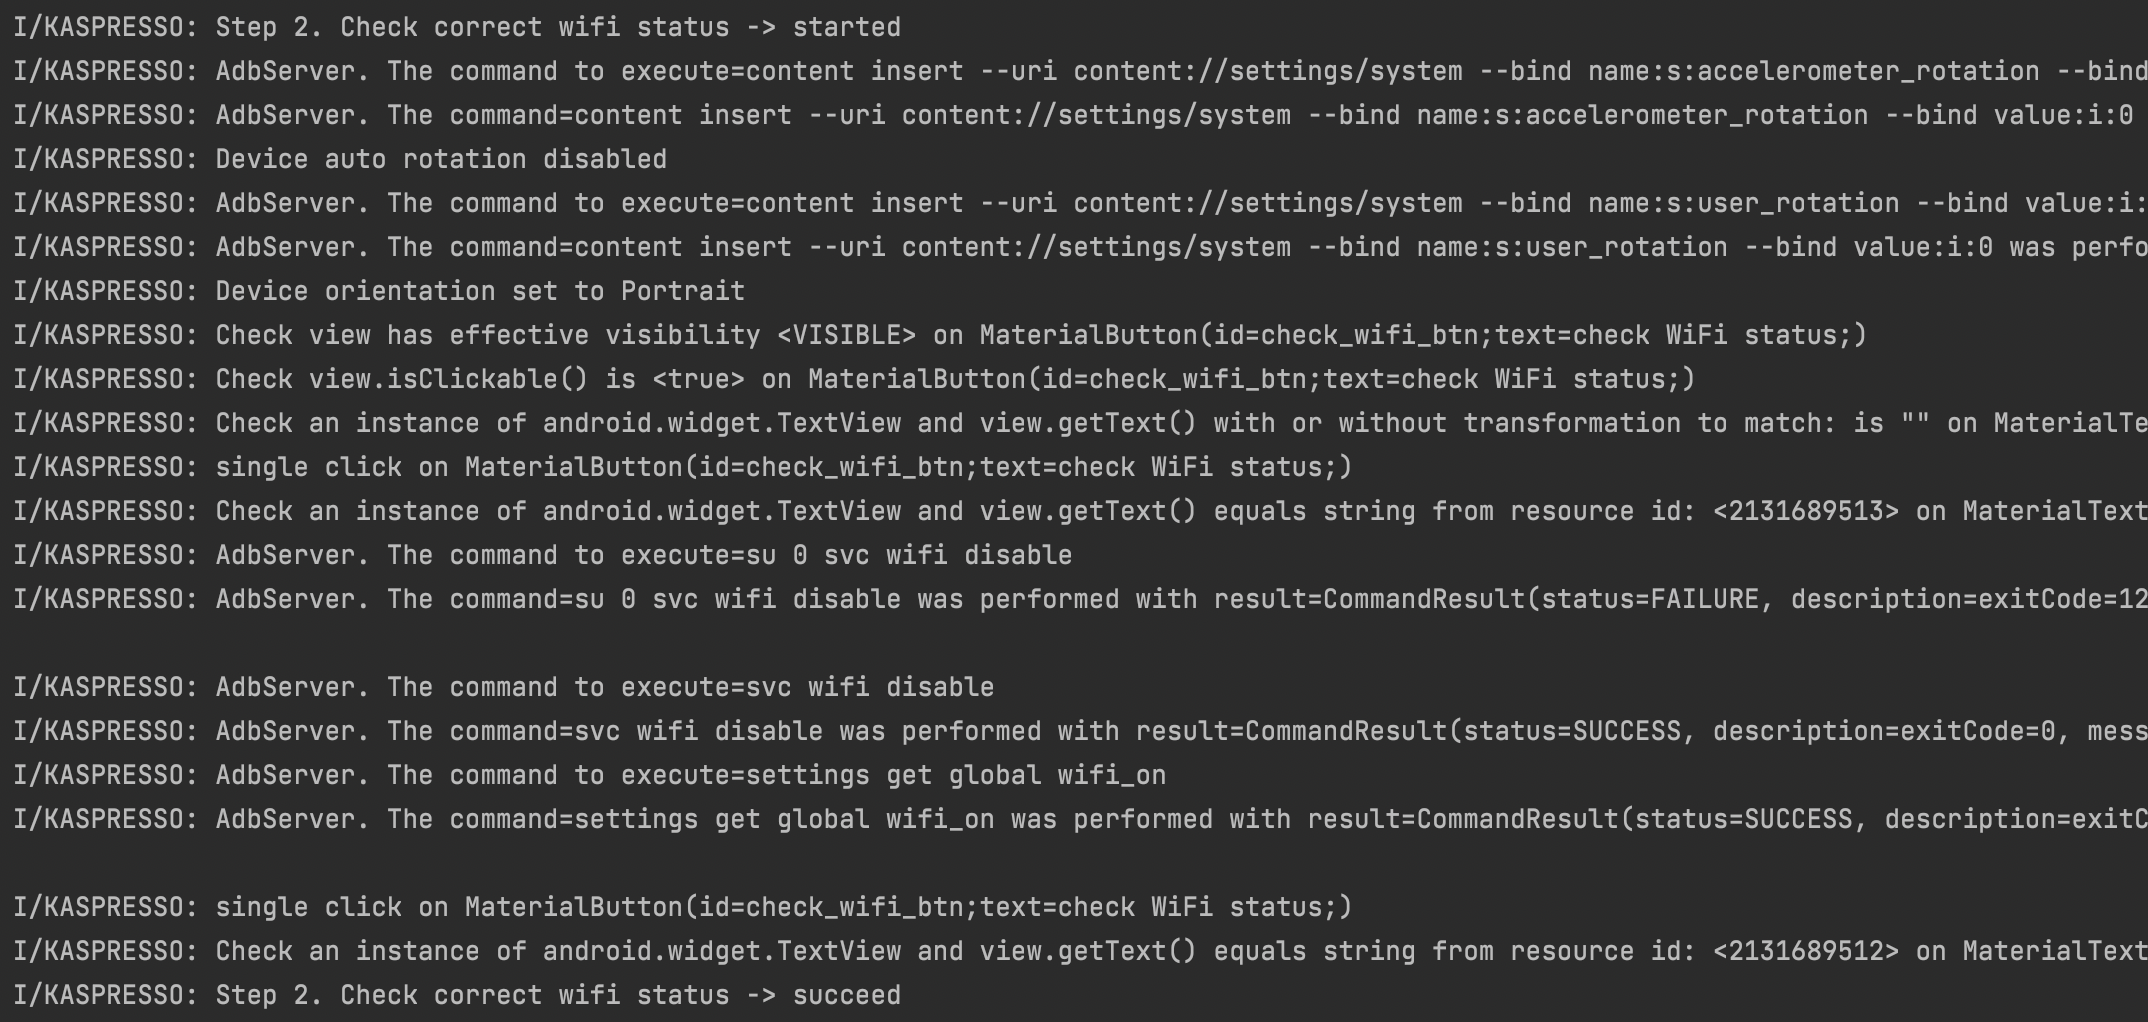 I/KASPRESSO: Step 2. Check correct wifi status -> started
I/KASPRESSO: AdbServer. The command to execute=content insert --uri content://settings/system --bind name:s:accelerometer_rotation --bind
I/KASPRESSO: AdbServer. The command=content insert --uri content://settings/system --bind name:s:accelerometer_rotation --bind value:i:0
I/KASPRESSO: Device auto rotation disabled
I/KASPRESSO: AdbServer. The command to execute=content insert --uri content://settings/system --bind name:s:user_rotation --bind value:i:
I/KASPRESSO: AdbServer. The command=content insert --uri content://settings/system --bind name:s:user_rotation --bind value:i:0 was perfo
I/KASPRESSO: Device orientation set to Portrait
I/KASPRESSO: Check view has effective visibility <VISIBLE> on MaterialButton(id=check_wifi_btn;text=check WiFi status;)
I/KASPRESSO: Check view.isClickable() is <true> on MaterialButton(id=check_wifi_btn;text=check WiFi status;)
I/KASPRESSO: Check an instance of android.widget.TextView and view.getText() with or without transformation to match: is "" on MaterialTe
I/KASPRESSO: single click on MaterialButton(id=check_wifi_btn;text=check WiFi status;)
I/KASPRESSO: Check an instance of android.widget.TextView and view.getText() equals string from resource id: <2131689513> on MaterialText
I/KASPRESSO: AdbServer. The command to execute=su 0 svc wifi disable
I/KASPRESSO: AdbServer. The command=su 0 svc wifi disable was performed with result=CommandResult(status=FAILURE, description=exitCode=12
I/KASPRESSO: AdbServer. The command to execute=svc wifi disable
I/KASPRESSO: AdbServer. The command=svc wifi disable was performed with result=CommandResult(status=SUCCESS, description=exitCode=0, mess
I/KASPRESSO: AdbServer. The command to execute=settings get global wifi_on
I/KASPRESSO: AdbServer. The command=settings get global wifi_on was performed with result=CommandResult(status=SUCCESS, description=exitC
I/KASPRESSO: single click on MaterialButton(id=check_wifi_btn;text=check WiFi status;)
I/KASPRESSO: Check an instance of android.widget.TextView and view.getText() equals string from resource id: <2131689512> on MaterialText
I/KASPRESSO: Step 2. Check correct wifi status -> succeed